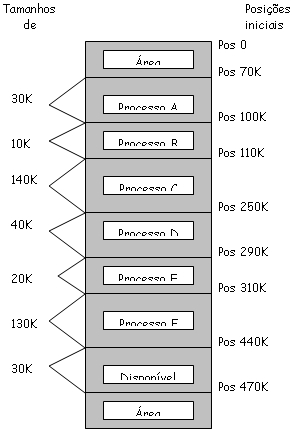 Tamanhos
de
Posições
iniciais
Pos 0
Área
Pos 70K
30K
Processo A
Pos 100K
10K
Processo B
Pos 110K
140K
Processo C
Pos 250K
40K
Processo D
Pos 290K
20K
Processo E
Pos 310K
130K
Processo F
Pos 440K
30K
Disponível
Pos 470K
Área